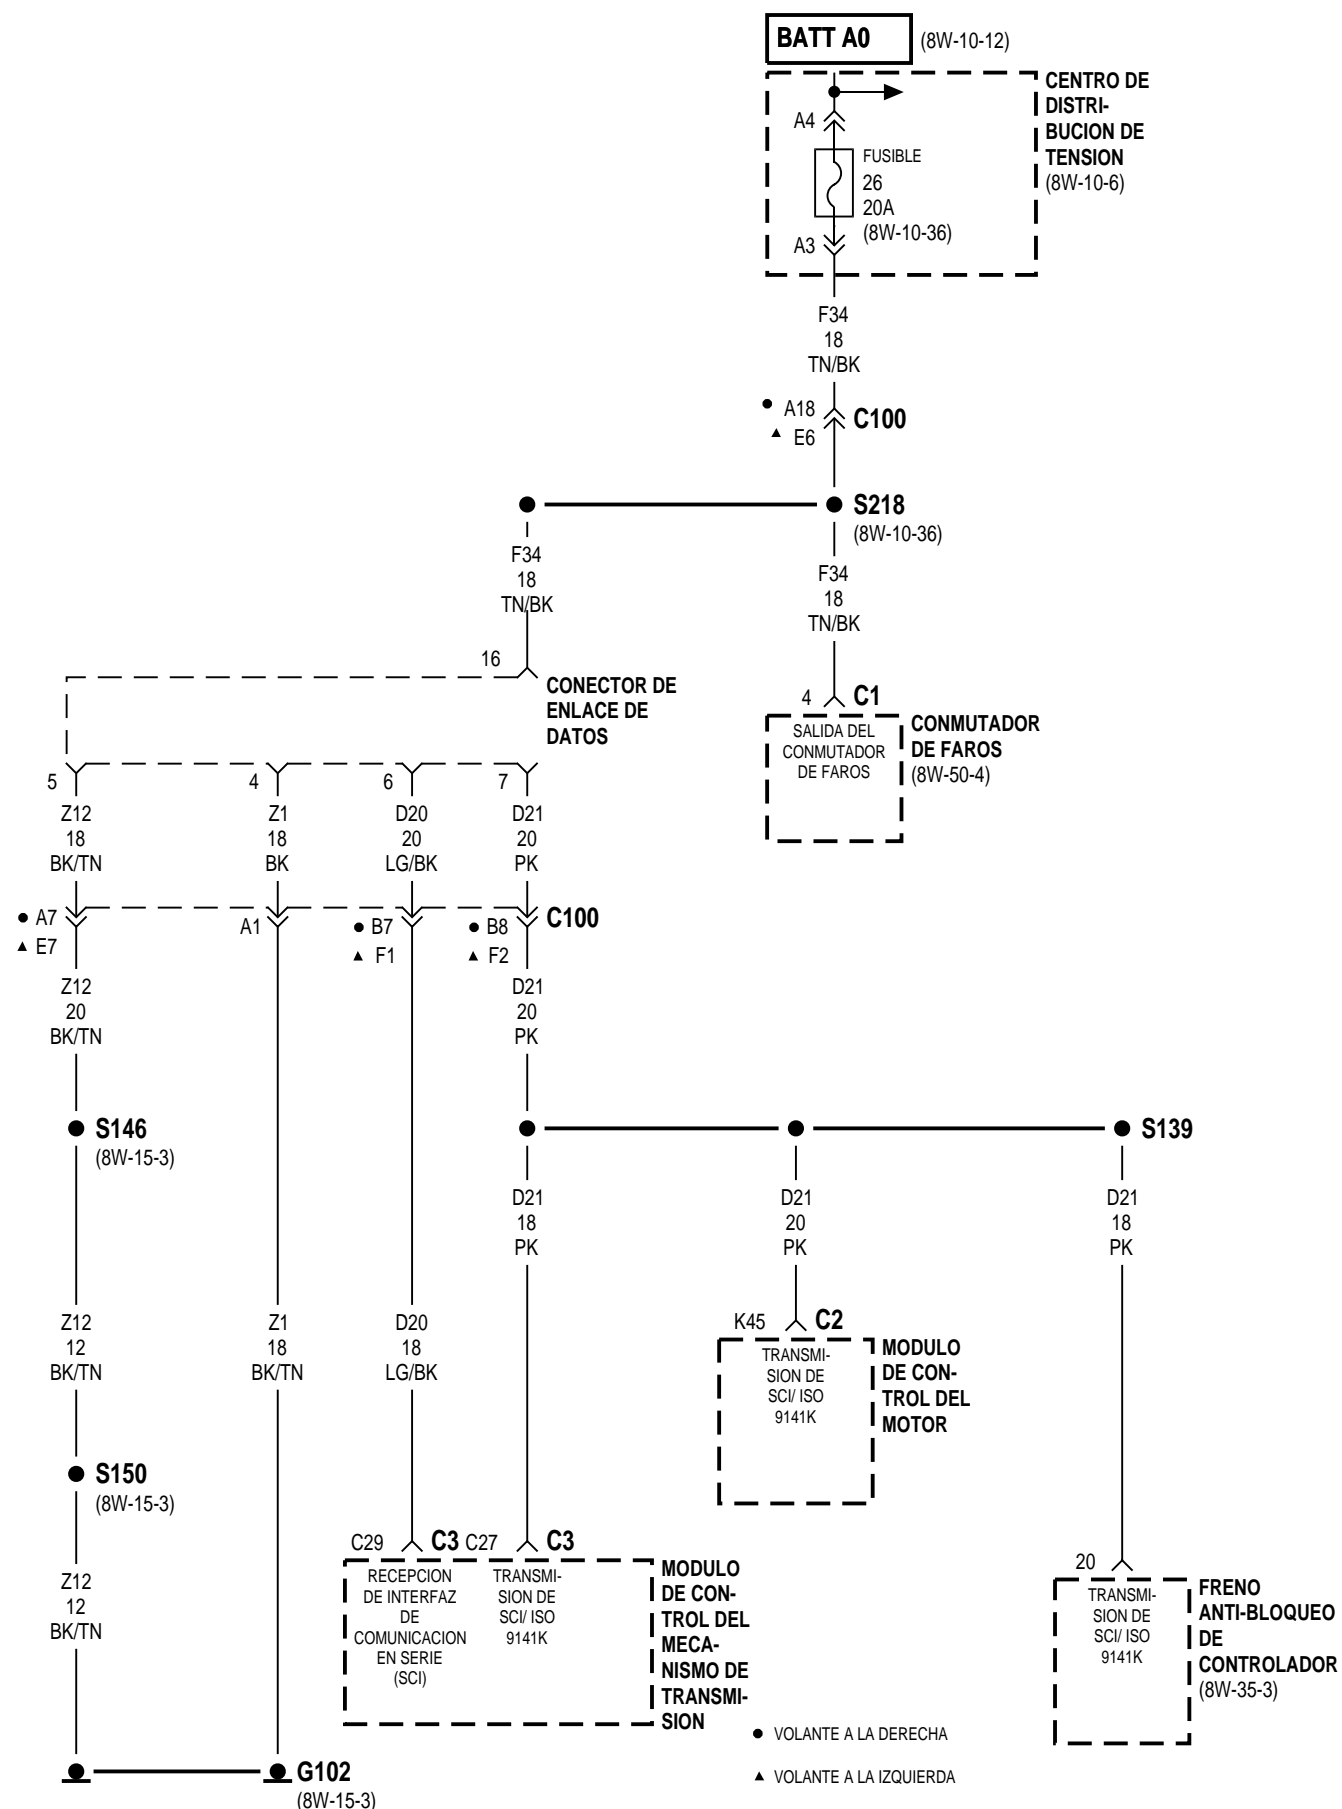 BATT A0
(8W-10-12)
CENTRO DE
DISTRI-
BUCION DE
TENSION
(8W-10-6)
A4
FUSIBLE
26
20A
(8W-10-36)
A3
F34
18
TN/BK
● A18
▲ E6
C100
S218
(8W-10-36)
F34
18
TN/BK
F34
18
TN/BK
16
CONECTOR DE
ENLACE DE
DATOS
4
C1
SALIDA DEL
CONMUTADOR
DE FAROS
CONMUTADOR
DE FAROS
(8W-50-4)
5
4
6
7
Z12
18
BK/TN
Z1
18
BK
D20
20
LG/BK
D21
20
PK
● A7
▲ E7
A1
● B7
▲ F1
● B8
▲ F2
C100
Z12
20
BK/TN
D21
20
PK
S146
(8W-15-3)
S139
D21
18
PK
D21
20
PK
D21
18
PK
Z12
12
BK/TN
Z1
18
BK/TN
D20
18
LG/BK
K45
C2
TRANSMI-
SION DE
SCI/ ISO
9141K
MODULO
DE CON-
TROL DEL
MOTOR
S150
(8W-15-3)
C29
C3
C27
C3
RECEPCION
DE INTERFAZ
DE
COMUNICACION
EN SERIE
(SCI)
TRANSMI-
SION DE
SCI/ ISO
9141K
MODULO
DE CON-
TROL DEL
MECA-
NISMO DE
TRANSMI-
SION
20
TRANSMI-
SION DE
SCI/ ISO
9141K
FRENO
ANTI-BLOQUEO
DE
CONTROLADOR
(8W-35-3)
Z12
12
BK/TN
● VOLANTE A LA DERECHA
▲ VOLANTE A LA IZQUIERDA
G102
(8W-15-3)